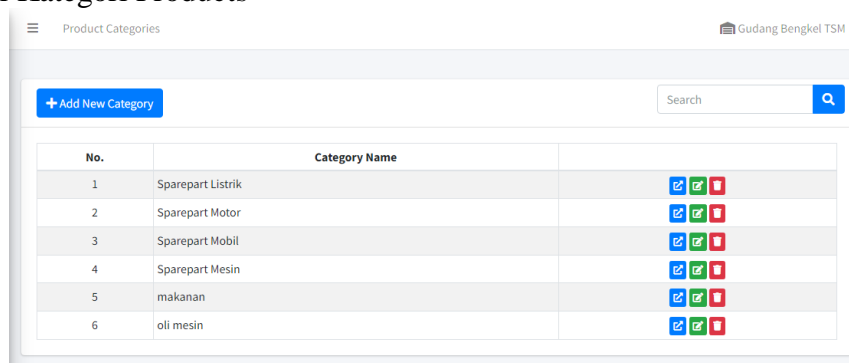 Kategori Products
Product Categories
Gudang Bengkel TSM
Add New Category
Search
No. Category Name
1 Sparepart Listrik
2 Sparepart Motor
3 Sparepart Mobil
4 Sparepart Mesin
5 makanan
6 oli mesin